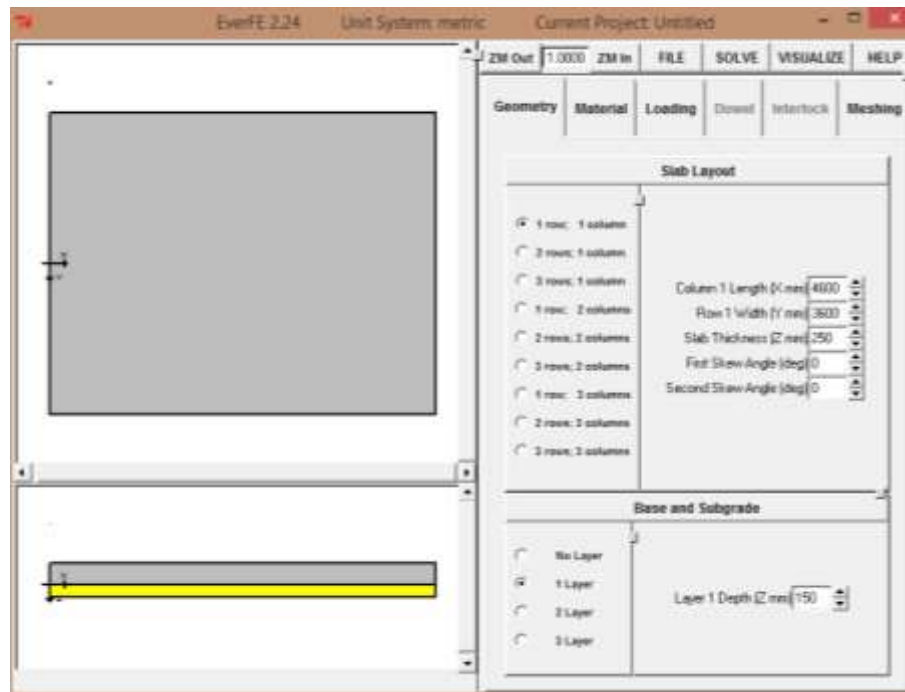 EverFE 2.24 Unit System: metric Current Project: Untitled
ZM Out 1.0000 ZM In FILE SOLVE VISUALIZE HELP
Geometry Material Loading Dowel Interlock Meshing
Slab Layout
1 row; 1 column
2 rows; 1 column
3 rows; 1 column
1 row; 2 columns
2 rows; 2 columns
3 rows; 2 columns
1 row; 3 columns
2 rows; 3 columns
3 rows; 3 columns
Column 1 Length (X mm) 4600
Row 1 Width (Y mm) 3600
Slab Thickness (Z mm) 250
First Skew Angle (deg) 0
Second Skew Angle (deg) 0
Base and Subgrade
No Layer
1 Layer
2 Layer
3 Layer
Layer 1 Depth (Z mm) 150